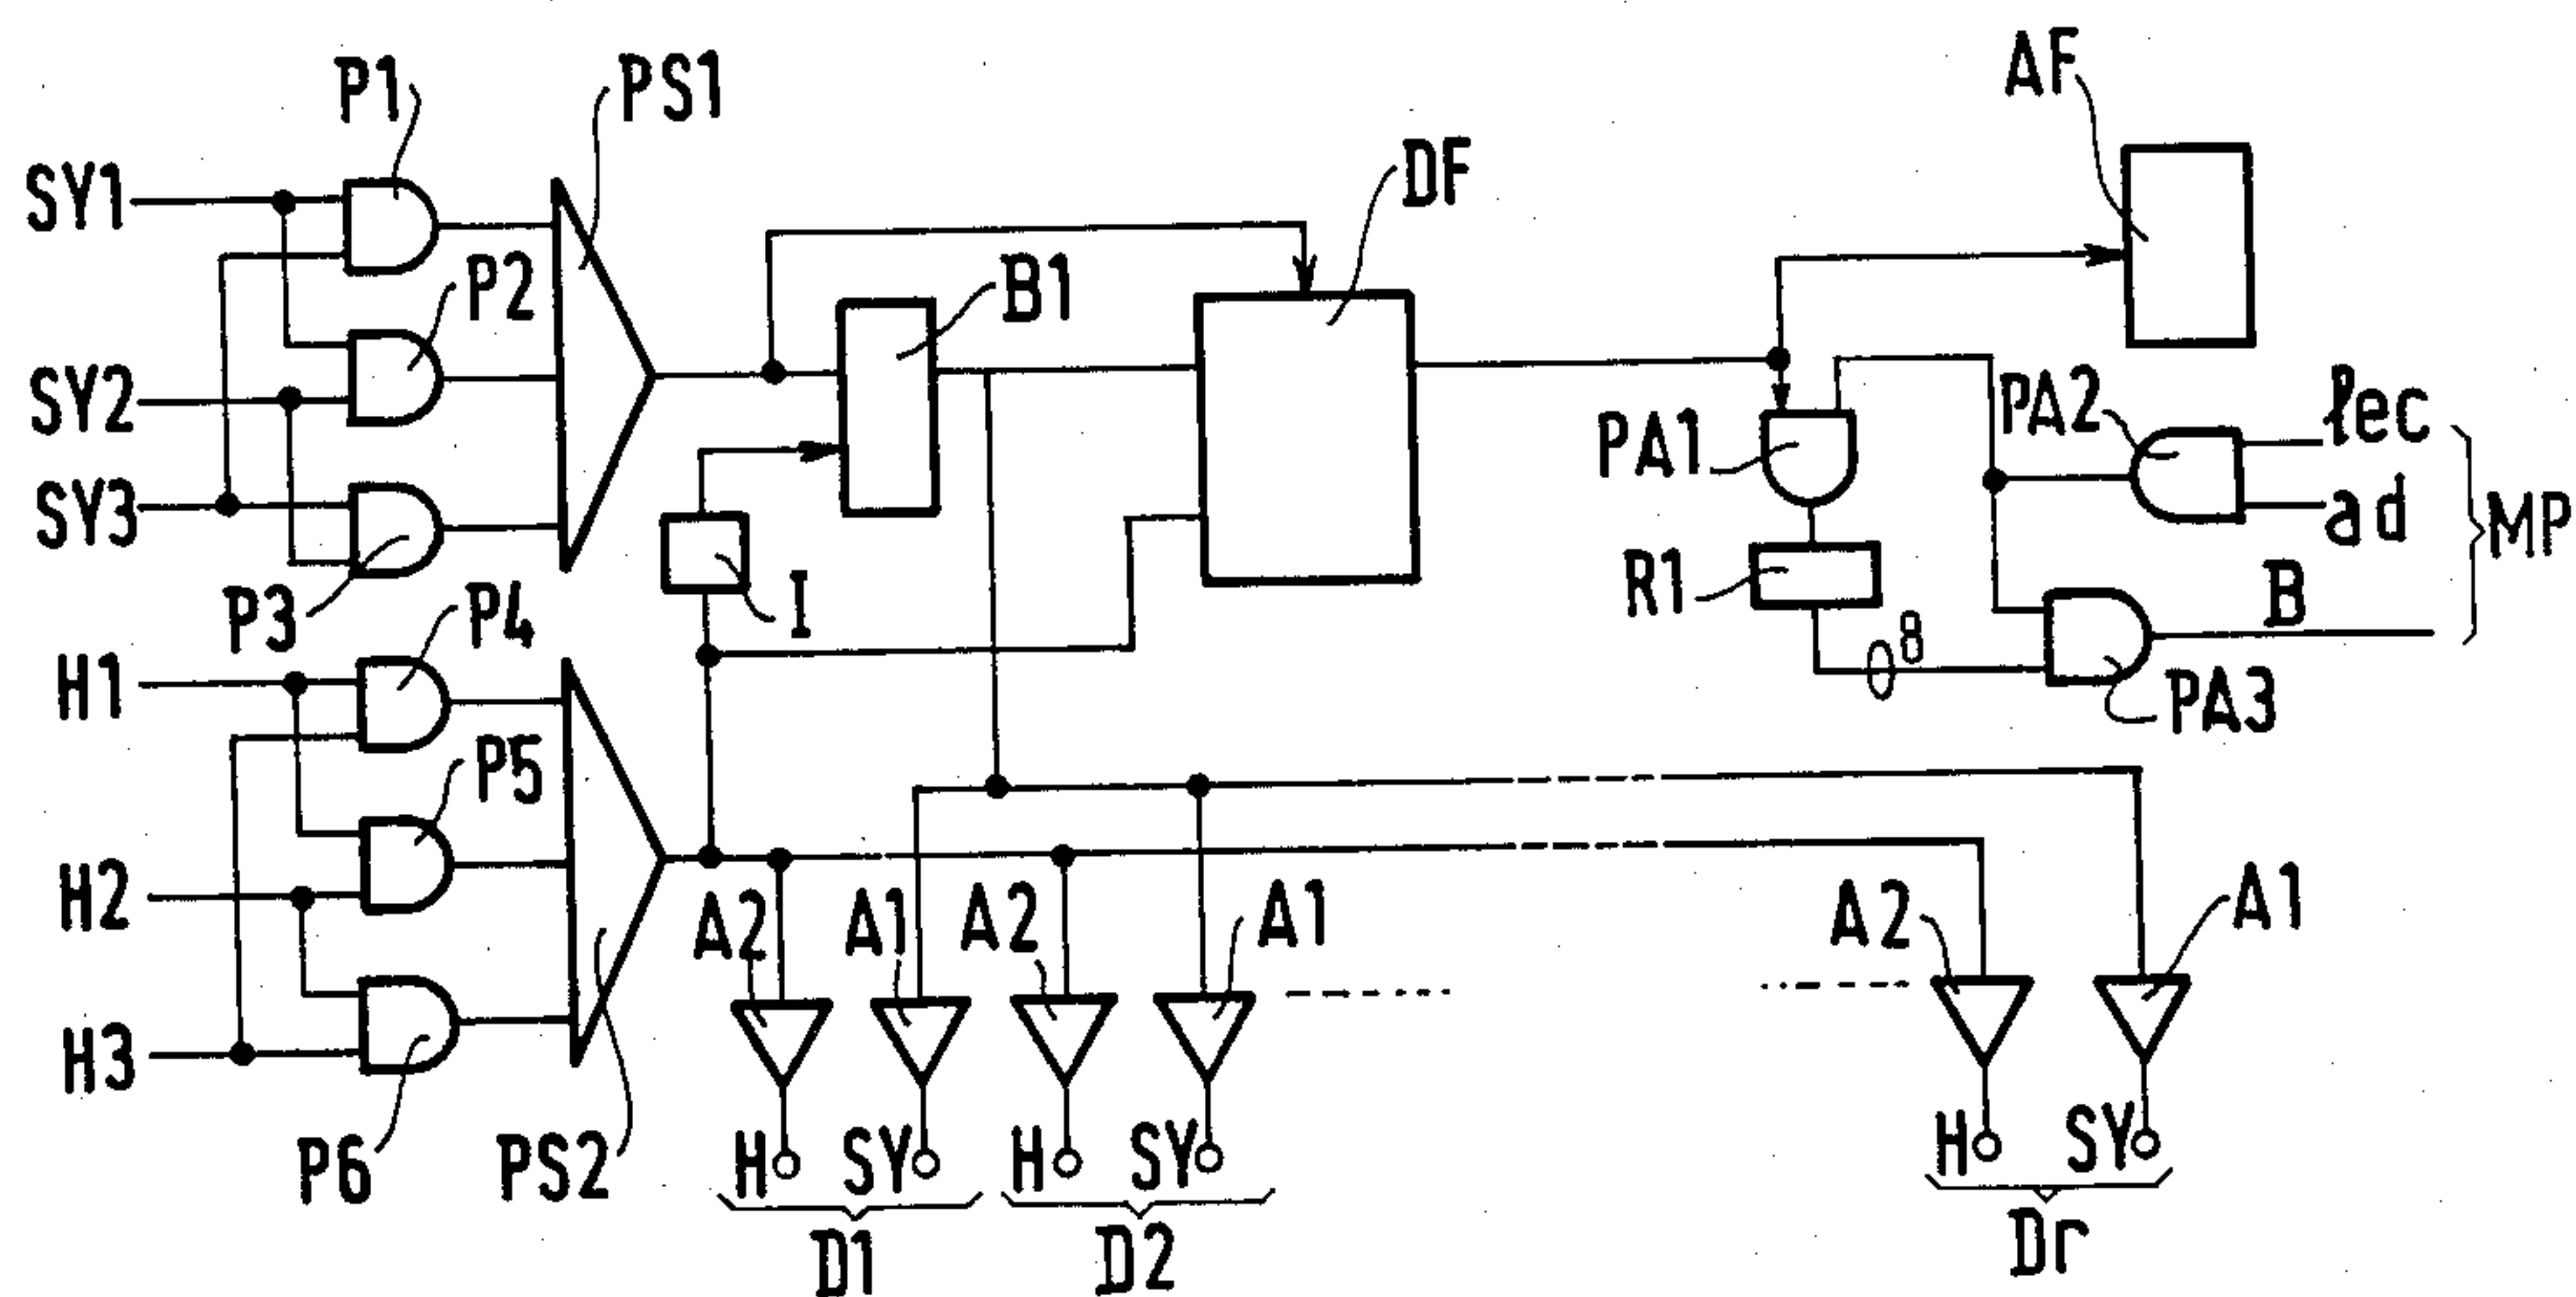 P1
PS1
AF
SY1
DF
P2
B1
SY2
PA2
lec
PA1
SY3
ad
MP
R1
I
P3
P4
B
8
H1
PA3
P5
H2
A2
A1
A2
A1
A2
A1
H3
P6
PS2
H
SY
H
SY
H
SY
D1
D2
Dr